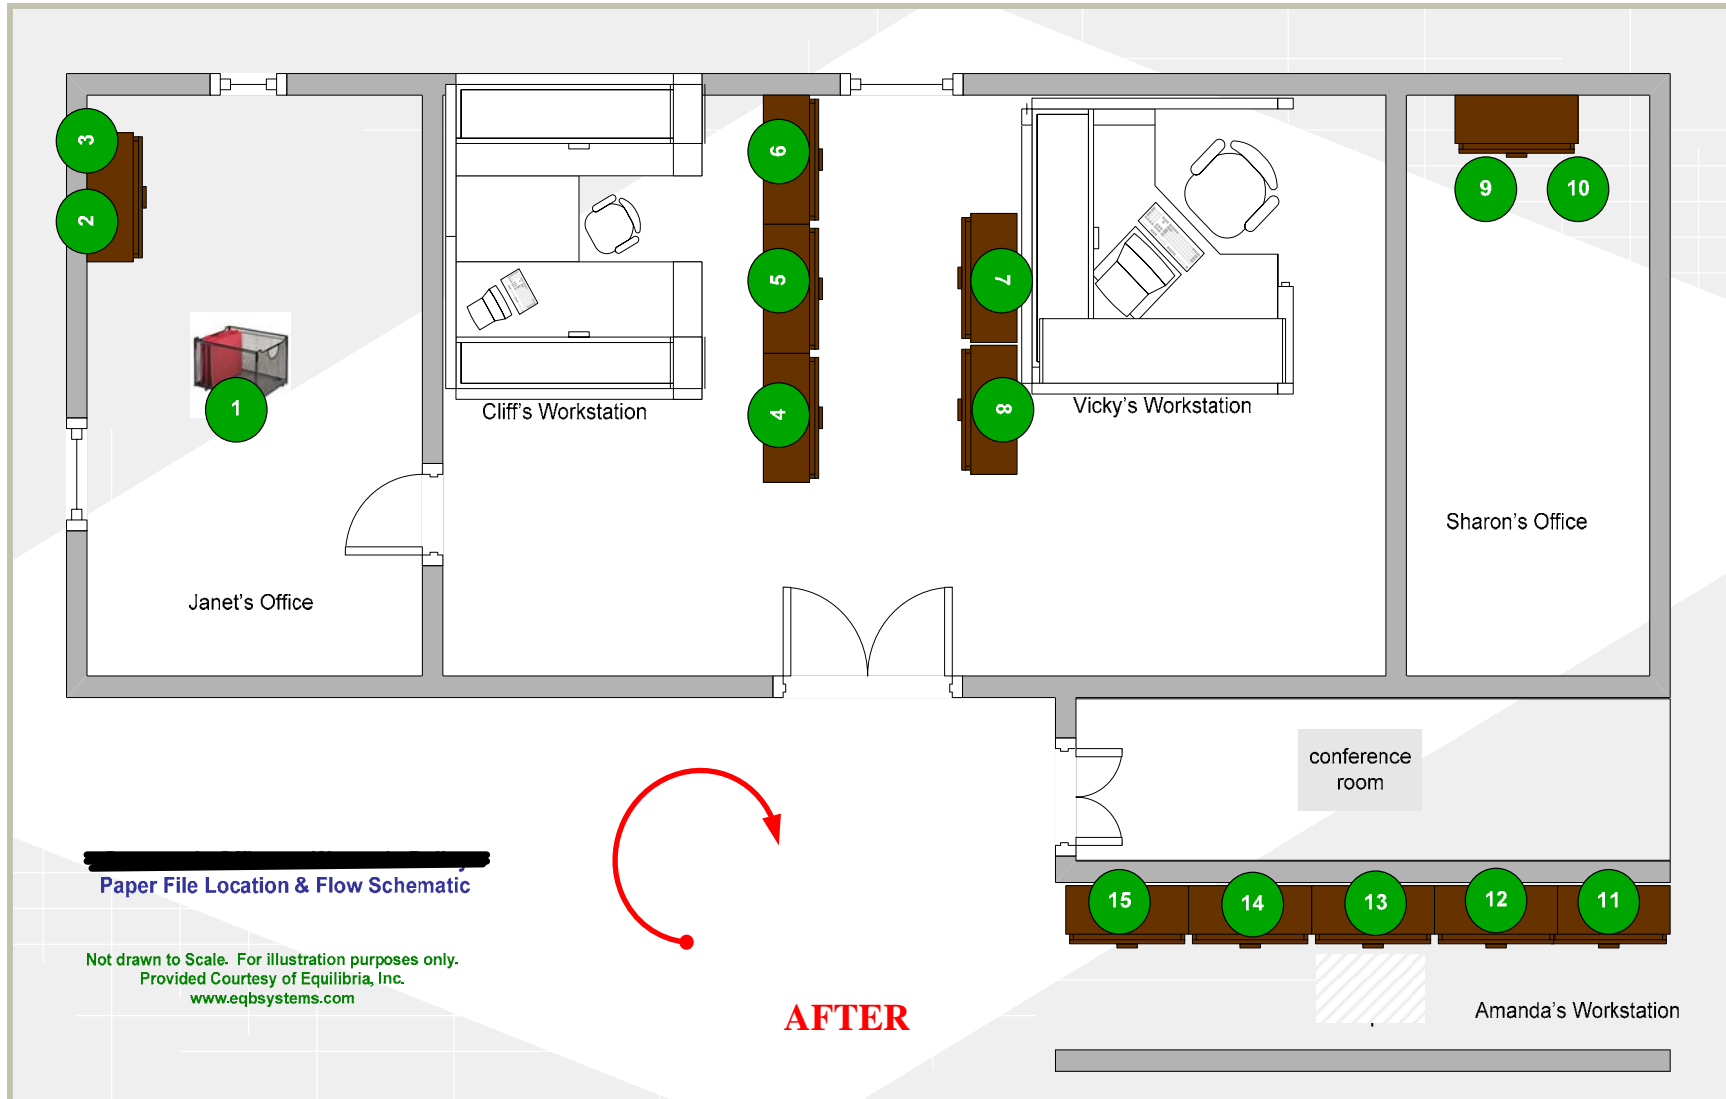 3
2
1
6
5
4
7
8
9
10
Cliff's Workstation
Vicky's Workstation
Sharon's Office
Janet's Office
conference
room
Paper File Location & Flow Schematic
15
14
13
12
11
Not drawn to Scale. For illustration purposes only.
Provided Courtesy of Equilibria, Inc.
www.eqbsystems.com
AFTER
Amanda's Workstation